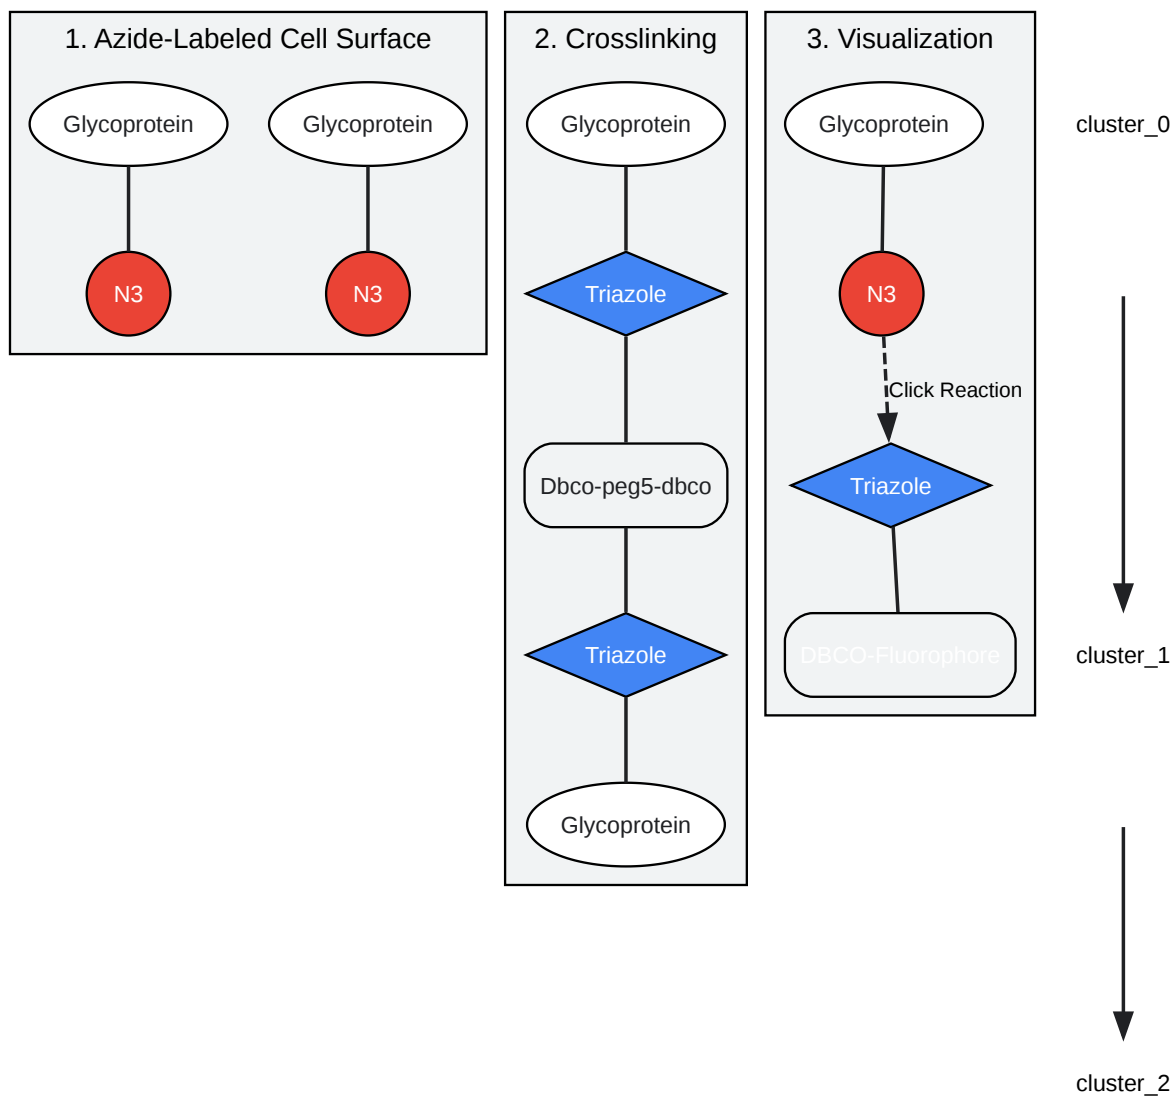 1. Azide-Labeled Cell Surface
Glycoprotein
Glycoprotein
N3
N3
2. Crosslinking
Glycoprotein
Triazole
Dbco-peg5-dbco
Triazole
Glycoprotein
3. Visualization
Glycoprotein
N3
Click Reaction
Triazole
DBCO-Fluorophore
cluster_0
cluster_1
cluster_2